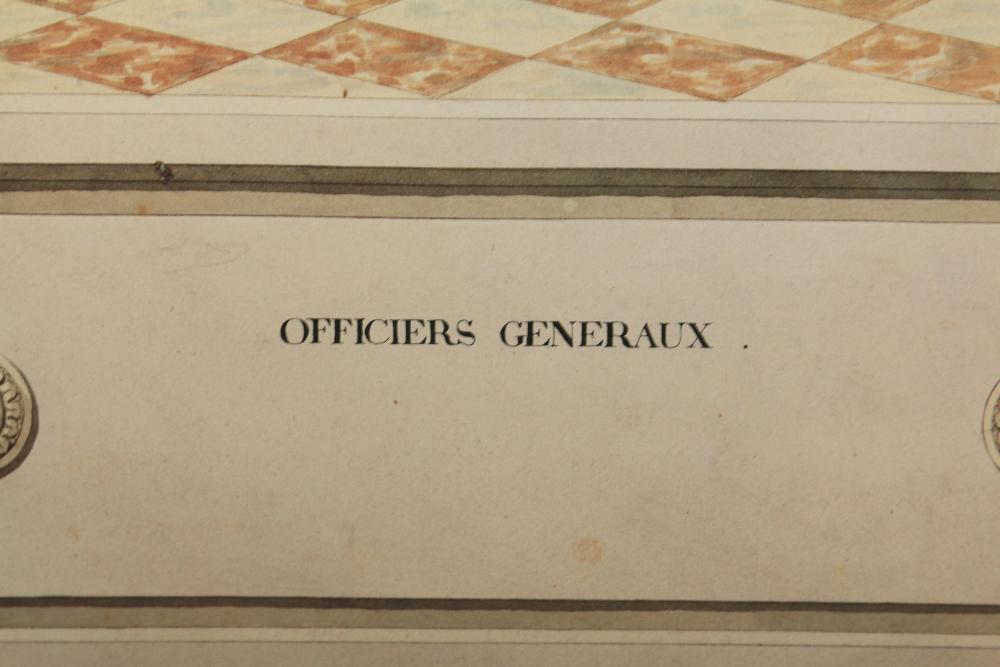 OFFICIERS GENERAUX .